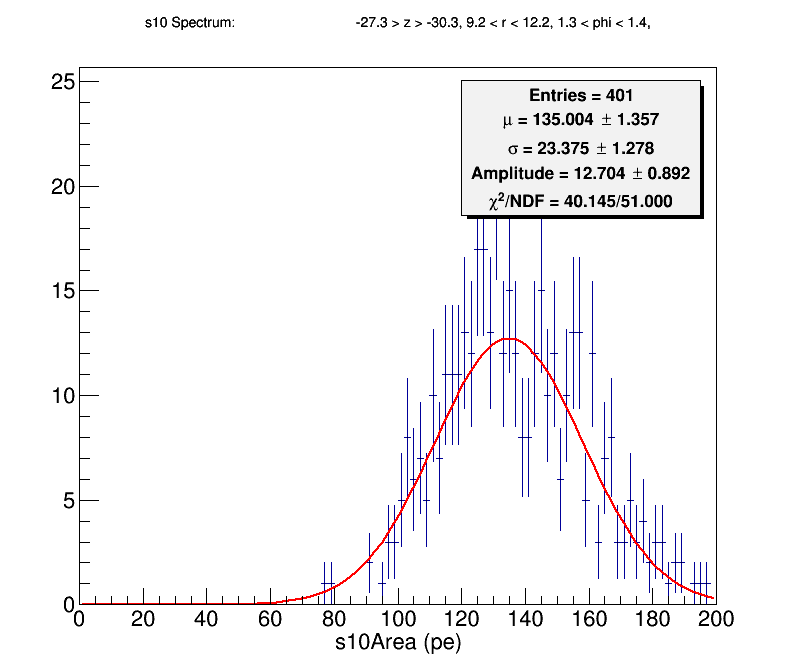 s10 Spectrum: -27.3 > z > -30.3, 9.2 < r < 12.2, 1.3 < phi < 1.4,
Entries = 401
μ = 135.004 ± 1.357
σ = 23.375 ± 1.278
Amplitude = 12.704 ± 0.892
χ²/NDF = 40.145/51.000
25
20
15
10
5
0
0 20 40 60 80 100 120 140 160 180 200
s10Area (pe)